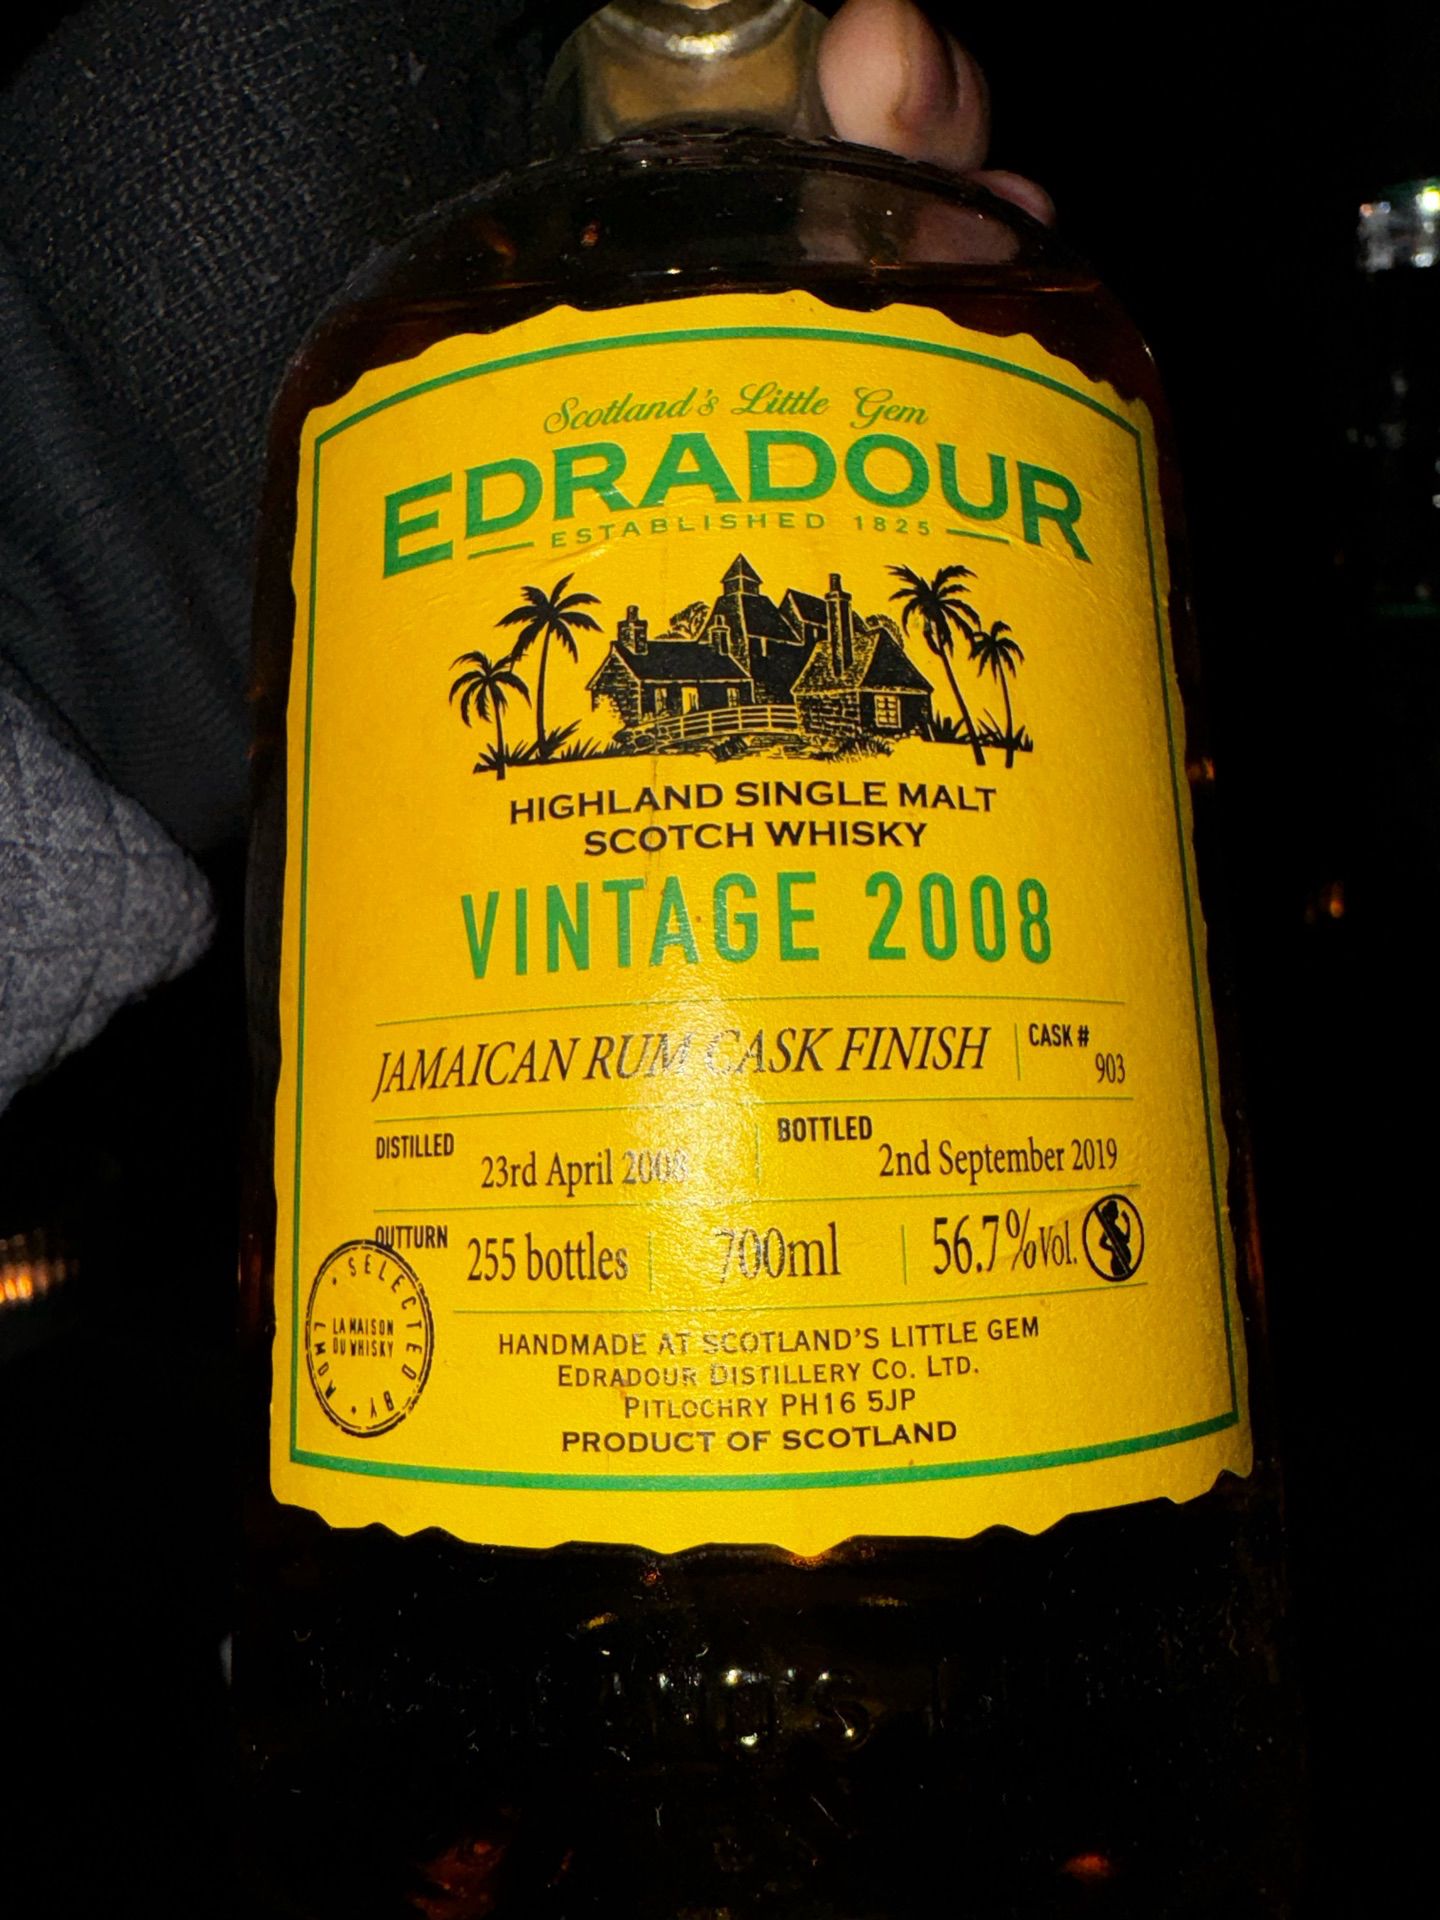 Scotland's Little Gem
EDRADOUR
ESTABLISHED 1825
HIGHLAND SINGLE MALT
SCOTCH WHISKY
VINTAGE 2008
JAMAICAN RUM CASK FINISH
CASK #
903
DISTILLED
23rd April 2008
BOTTLED
2nd September 2019
OUTTURN
255 bottles
700ml
56.7%Vol.
SELECTED BY LMDW
LA MAISON
DU WHISKY
HANDMADE AT SCOTLAND'S LITTLE GEM
EDRADOUR DISTILLERY CO. LTD.
PITLOCHRY PH16 5JP
PRODUCT OF SCOTLAND